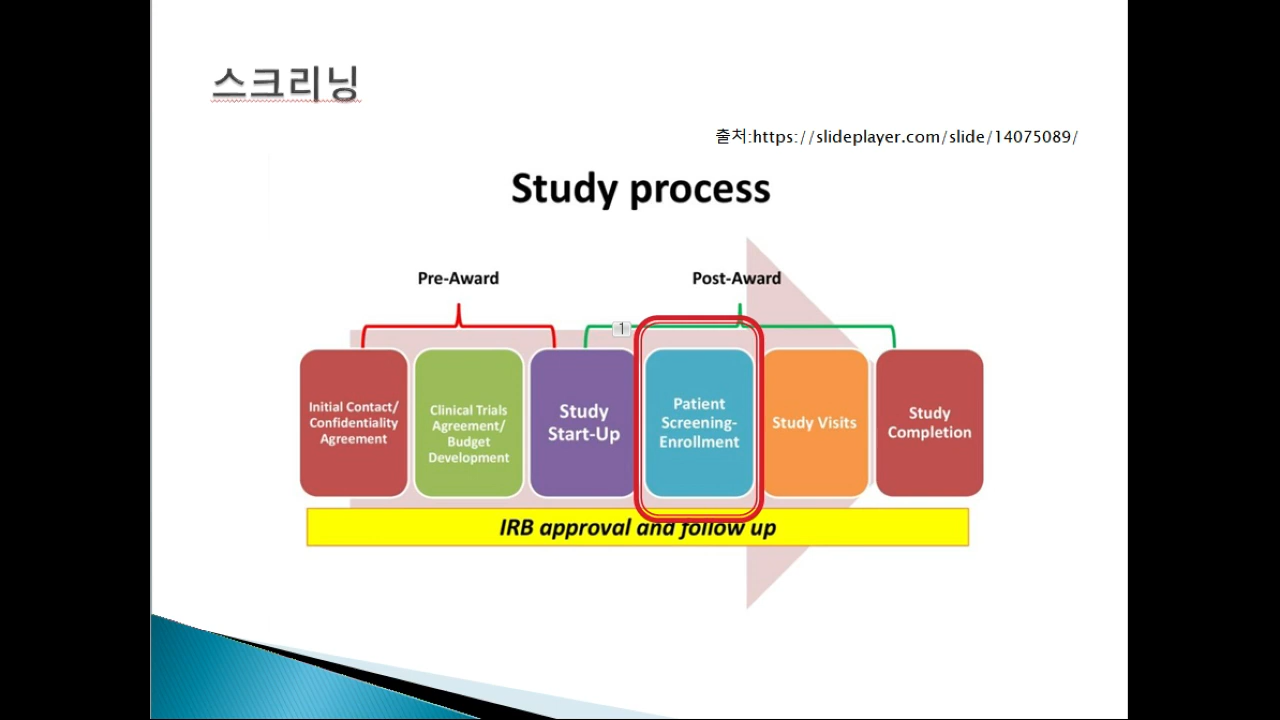 스크리닝
출처:https://slideplayer.com/slide/14075089/
Study process
Pre-Award
Post-Award
1
Initial Contact/
Confidentiality
Agreement
Clinical Trials
Agreement/
Budget
Development
Study
Start-Up
Patient
Screening-
Enrollment
Study Visits
Study
Completion
IRB approval and follow up